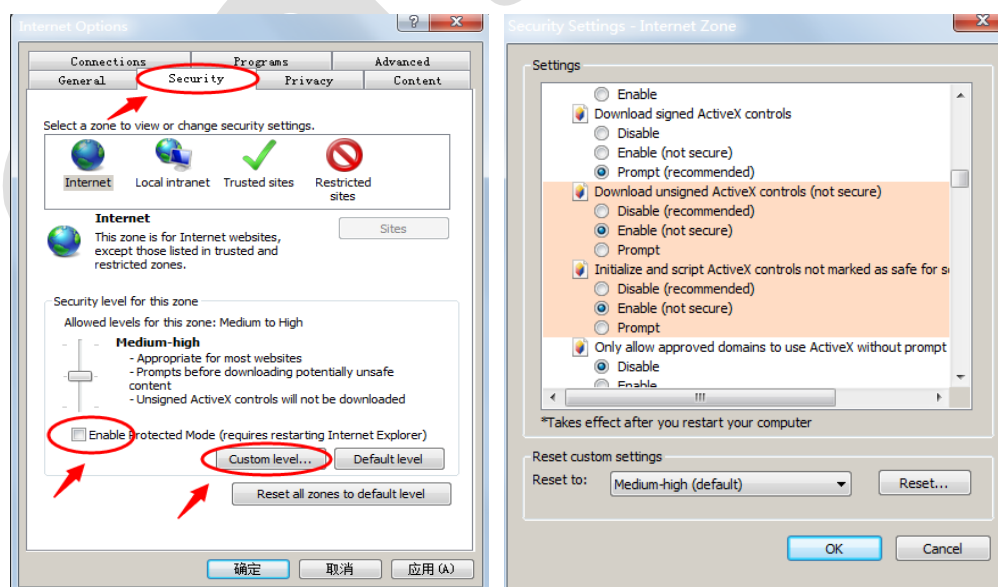 Internet Options
Connections Programs Advanced
General Security Privacy Content
Select a zone to view or change security settings.
Internet Local intranet Trusted sites Restricted
sites
Internet
This zone is for Internet websites,
except those listed in trusted and
restricted zones.
Sites
Security level for this zone
Allowed levels for this zone: Medium to High
Medium-high
- Appropriate for most websites
- Prompts before downloading potentially unsafe
content
- Unsigned ActiveX controls will not be downloaded
Enable Protected Mode (requires restarting Internet Explorer)
Custom level... Default level
Reset all zones to default level
确定 取消 应用(A)
Security Settings - Internet Zone
Settings
Enable
Download signed ActiveX controls
Disable
Enable (not secure)
Prompt (recommended)
Download unsigned ActiveX controls (not secure)
Disable (recommended)
Enable (not secure)
Prompt
Initialize and script ActiveX controls not marked as safe for s
Disable (recommended)
Enable (not secure)
Prompt
Only allow approved domains to use ActiveX without prompt
Disable
Enable
*Takes effect after you restart your computer
Reset custom settings
Reset to: Medium-high (default) Reset...
OK Cancel